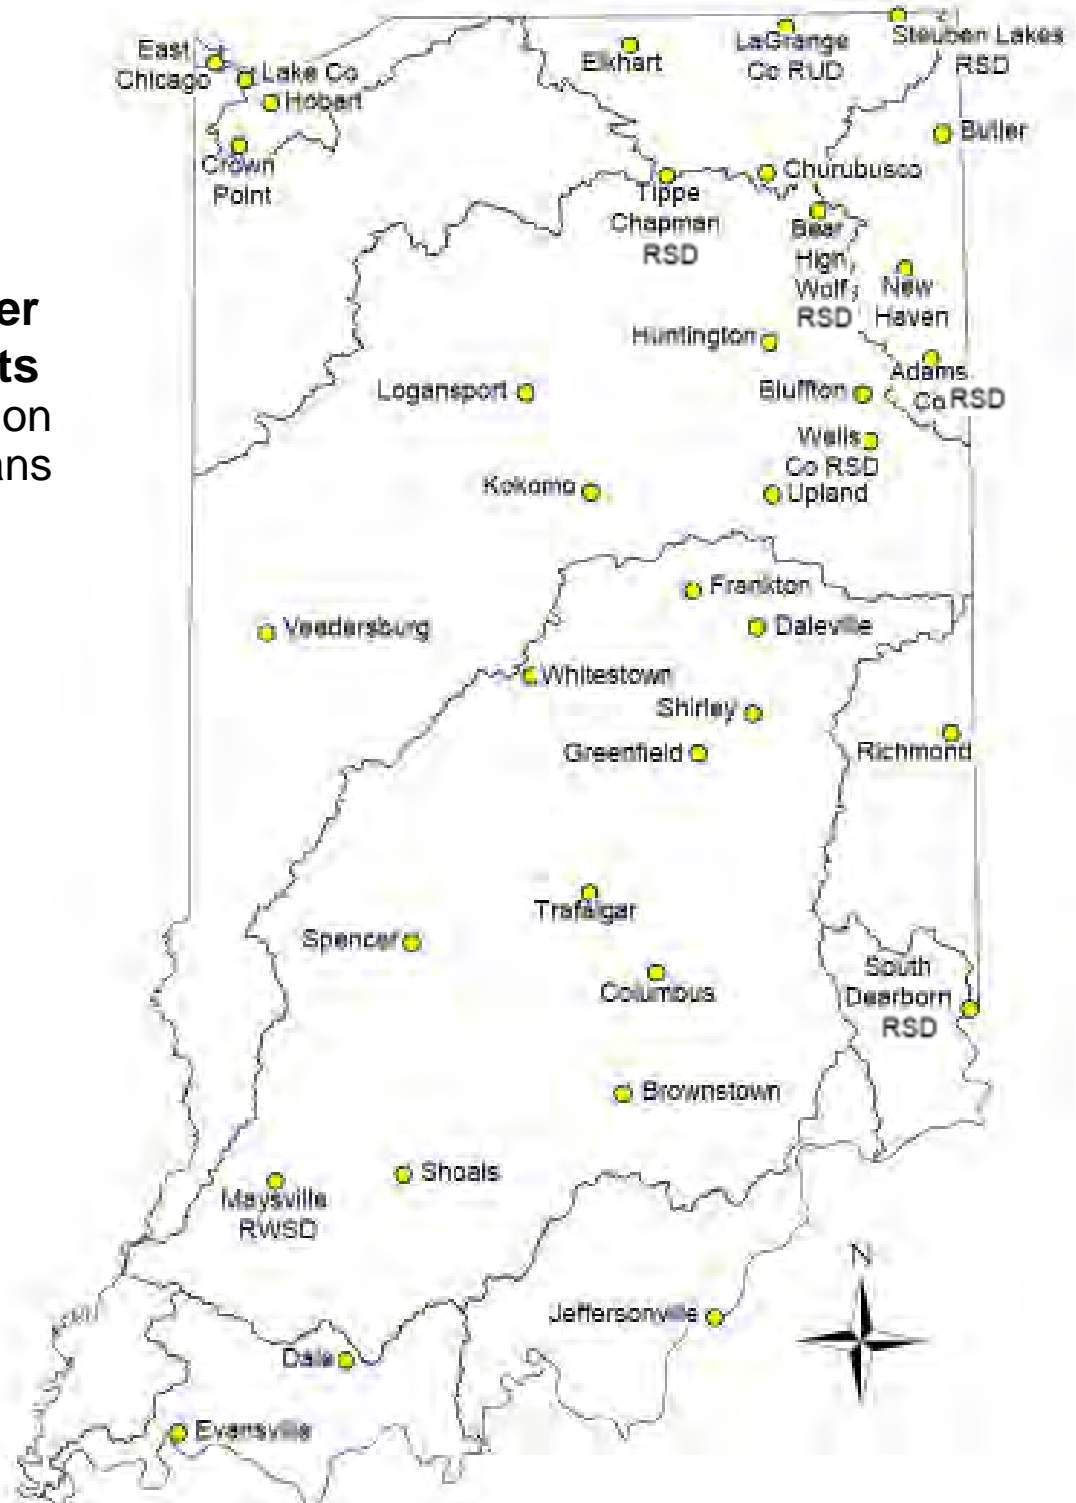 East
Chicago
Lake Co
Hobart
Crown
Point
Elkhart
LaGrange
Co RUD
Steuben Lakes
RSD
Butler
Churubusco
Tippe
Chapman
RSD
Bear
High,
Wolf,
RSD
New
Haven
er
ts
on
ans
Huntington
Logansport
Bluffton
Adams
Co RSD
Wells
Co RSD
Kokomo
Upland
Frankton
Veedersburg
Daleville
Whitestown
Shirley
Greenfield
Richmond
Trafalgar
Spencer
Columbus
South
Dearborn
RSD
Brownstown
Shoals
Maysville
RWSD
N
Jeffersonville
Dale
Evansville